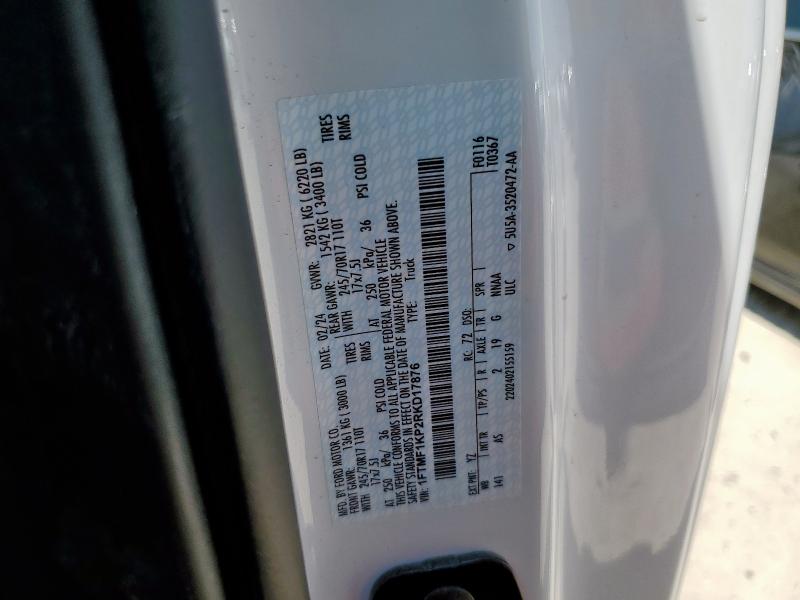 MFD. BY FORD MOTOR CO. DATE: 02/24 GVWR: 2821 KG ( 6220 LB)
FRONT GAWR: 1361 KG (3000 LB) REAR GAWR: 1542 KG ( 3400 LB)
WITH 245/70R17 110T TIRES WITH 245/70R17 110T TIRES
17x7.5J RIMS 17x7.5J RIMS
AT 250 kPa/ 36 PSI COLD AT 250 kPa/ 36 PSI COLD
THIS VEHICLE CONFORMS TO ALL APPLICABLE FEDERAL MOTOR VEHICLE
SAFETY STANDARDS IN EFFECT ON THE DATE OF MANUFACTURE SHOWN ABOVE.
VIN: 1FTMF1KP2RKD17876 TYPE: Truck
F0116
T0367
EXT PNT: YZ RC: 72 DSO:
WB INT TR TP/PS R AXLE TR SPR
141 AS 2 19 G NNAA
ULC
2202402155159 5U5A-3520472-AA